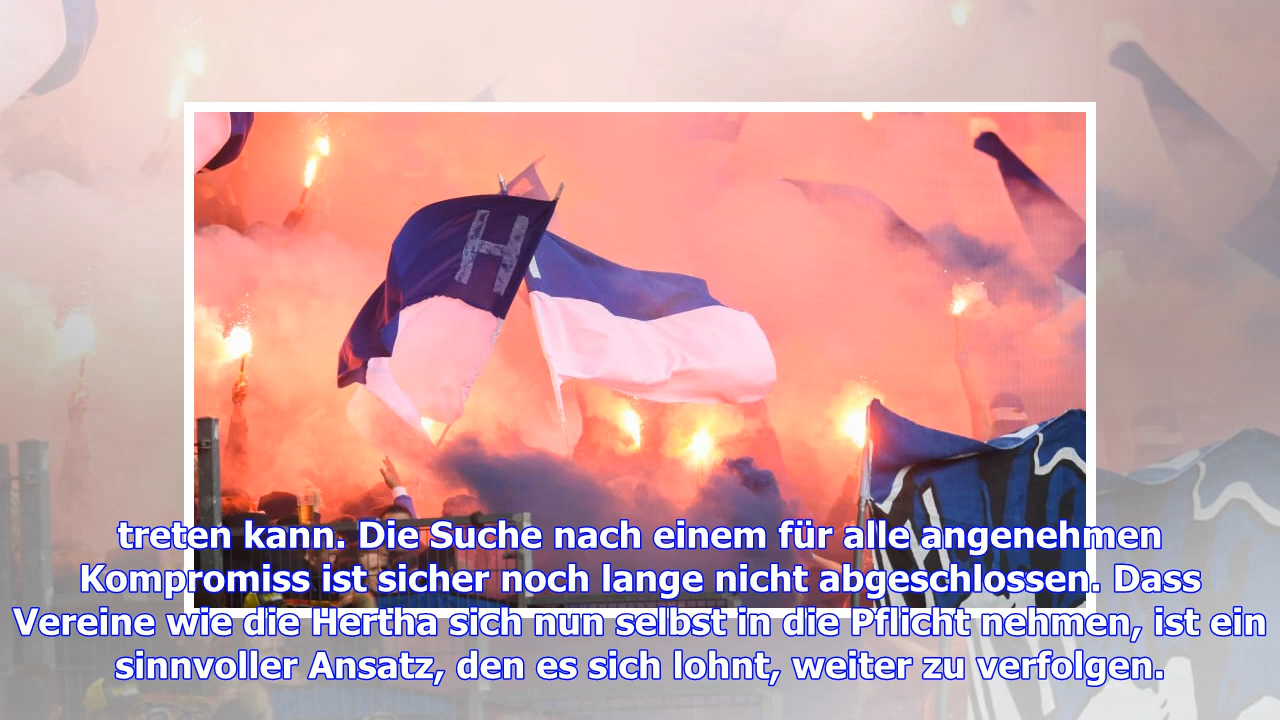 H
treten kann. Die Suche nach einem für alle angenehmen
Kompromiss ist sicher noch lange nicht abgeschlossen. Dass
Vereine wie die Hertha sich nun selbst in die Pflicht nehmen, ist ein
sinnvoller Ansatz, den es sich lohnt, weiter zu verfolgen.